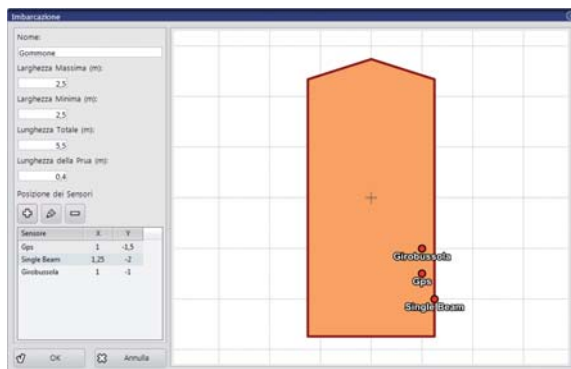 Imbarcazione
Nome:
Gommone
Larghezza Massima (m):
2,5
Larghezza Minima (m):
2,5
Lunghezza Totale (m):
5,5
Lunghezza della Prua (m):
0,4
Posizione dei Sensori
Sensore X Y
Gps 1 -1,5
Single Beam 1,25 -2
Girobussola 1 -1
OK
Annulla
Girobussola
Gps
Single Beam